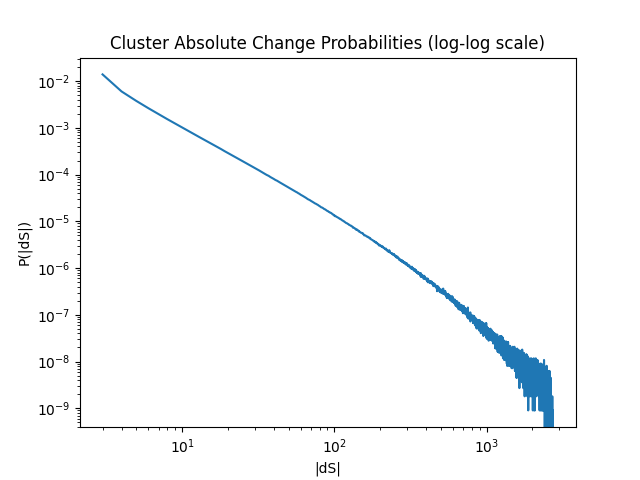 Cluster Absolute Change Probabilities (log-log scale)
P(|dS|)
10⁻²
10⁻³
10⁻⁴
10⁻⁵
10⁻⁶
10⁻⁷
10⁻⁸
10⁻⁹
10¹ 10² 10³
|dS|